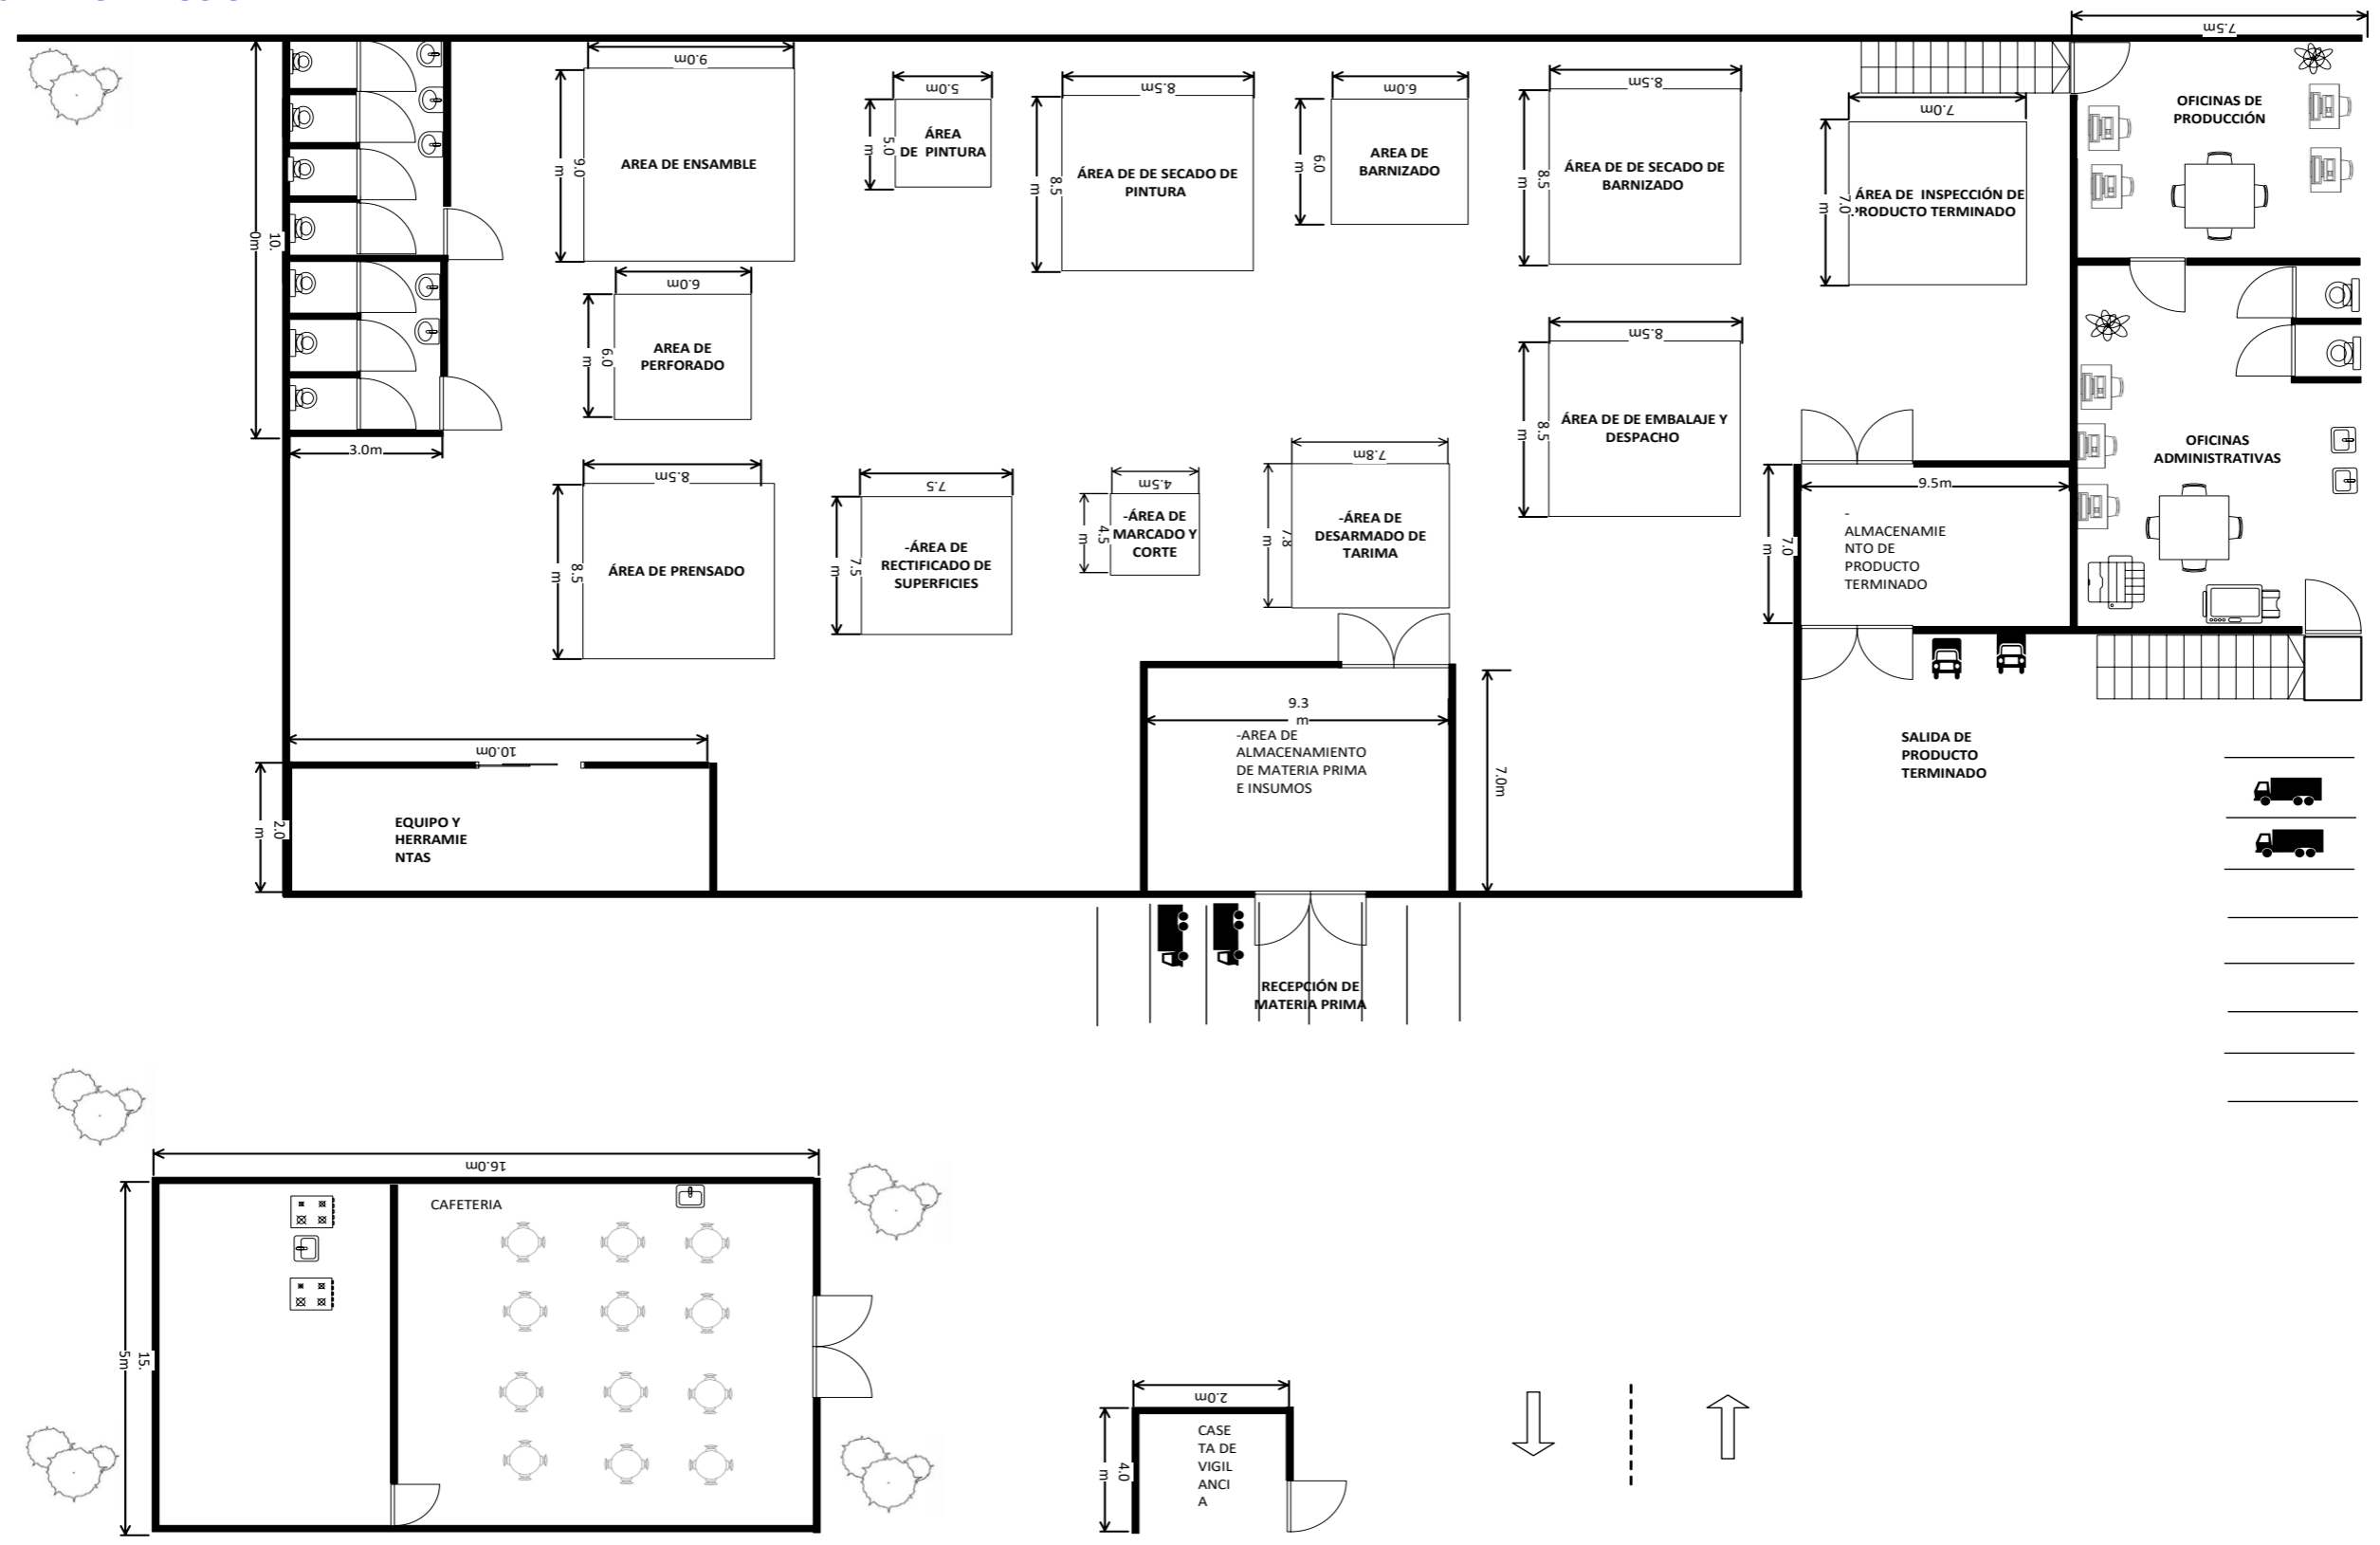 7.5m
9.0m
5.0m
8.5m
6.0m
8.5m
7.0m
OFICINAS DE
PRODUCCIÓN
9.0
m
AREA DE ENSAMBLE
5.0
m
ÁREA
DE PINTURA
8.5
m
ÁREA DE DE SECADO DE
PINTURA
6.0
m
AREA DE
BARNIZADO
8.5
m
ÁREA DE DE SECADO DE
BARNIZADO
7.0
m
ÁREA DE INSPECCIÓN DE
PRODUCTO TERMINADO
10.
0m
3.0m
6.0m
6.0
m
AREA DE
PERFORADO
8.5m
8.5
m
ÁREA DE DE EMBALAJE Y
DESPACHO
OFICINAS
ADMINISTRATIVAS
8.5m
8.5
m
ÁREA DE PRENSADO
7.5
7.5
m
-ÁREA DE
RECTIFICADO DE
SUPERFICIES
4.5m
4.5
m
-ÁREA DE
MARCADO Y
CORTE
7.8m
7.8
m
-ÁREA DE
DESARMADO DE
TARIMA
9.5m
7.0
m
-
ALMACENAMIE
NTO DE
PRODUCTO
TERMINADO
10.0m
2.0
m
EQUIPO Y
HERRAMIE
NTAS
9.3
m
-AREA DE
ALMACENAMIENTO
DE MATERIA PRIMA
E INSUMOS
7.0m
SALIDA DE
PRODUCTO
TERMINADO
RECEPCIÓN DE
MATERIA PRIMA
16.0m
15.
5m
CAFETERIA
2.0m
4.0
m
CASE
TA DE
VIGIL
ANCI
A